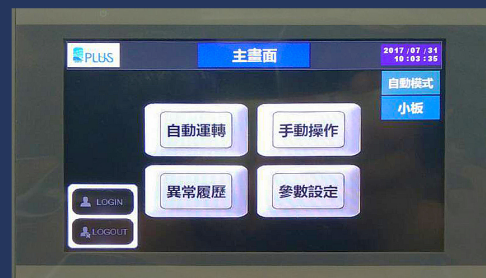 PLUS
主畫面
2017/07/31
10:03:35
自動模式
小板
自動運轉
手動操作
異常履歷
參數設定
LOGIN
LOGOUT